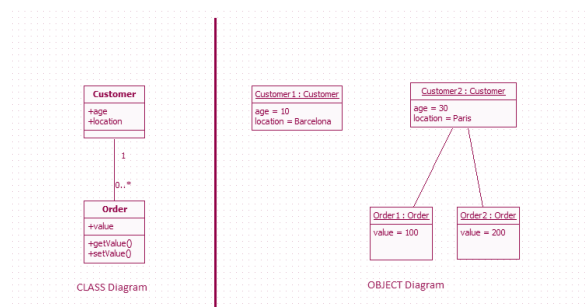 Customer
+age
+location
1
0..*
Order
+value
+getValue()
+setValue()
CLASS Diagram
Customer1 : Customer
age = 10
location = Barcelona
Customer2 : Customer
age = 30
location = Paris
Order1 : Order
value = 100
Order2 : Order
value = 200
OBJECT Diagram